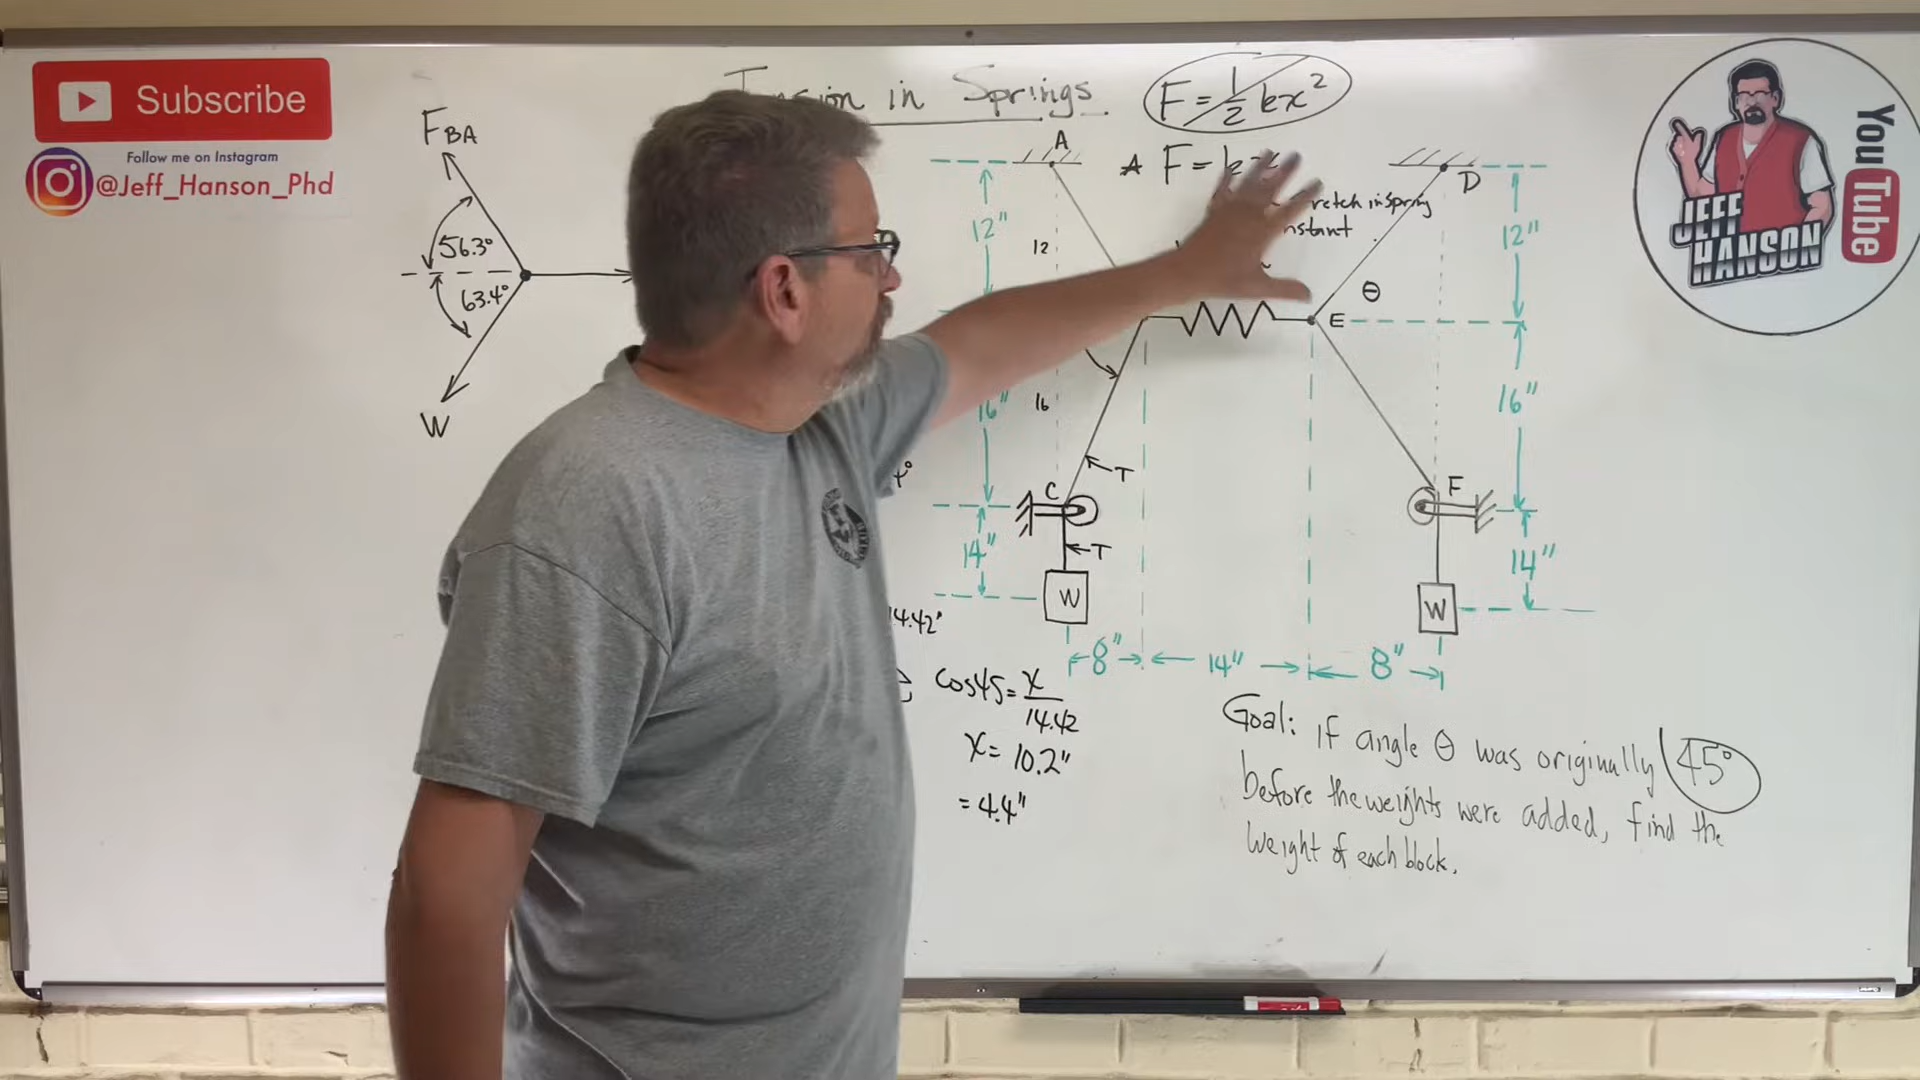 Subscribe
Follow me on Instagram
@Jeff_Hanson_Phd
YouTube
JEFF
HANSON
in Springs
F = 1/2 kx²
F =
stretch in spring
A
D
12"
12
12"
FBA
56.3°
63.4°
W
θ
E
16"
16
16"
T
C
F
T
14"
14"
W
W
14.42"
8"
14"
8"
cos45 = x
14.42
x = 10.2"
= 4.4"
Goal: If angle θ was originally 45°
before the weights were added, find the
weight of each block.